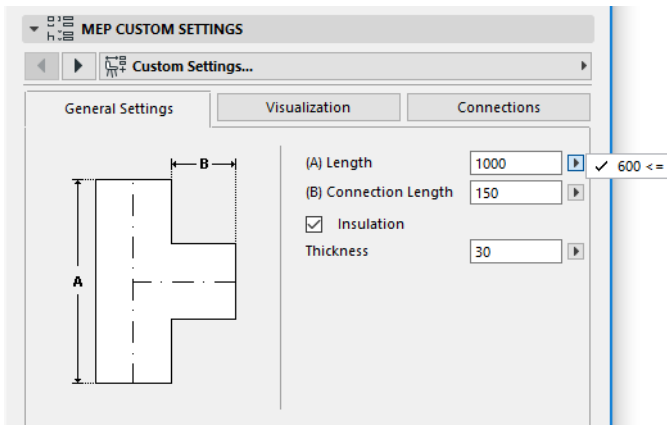 MEP CUSTOM SETTINGS
Custom Settings...
General Settings
Visualization
Connections
B
A
(A) Length
1000
600 <=
(B) Connection Length
150
Insulation
Thickness
30